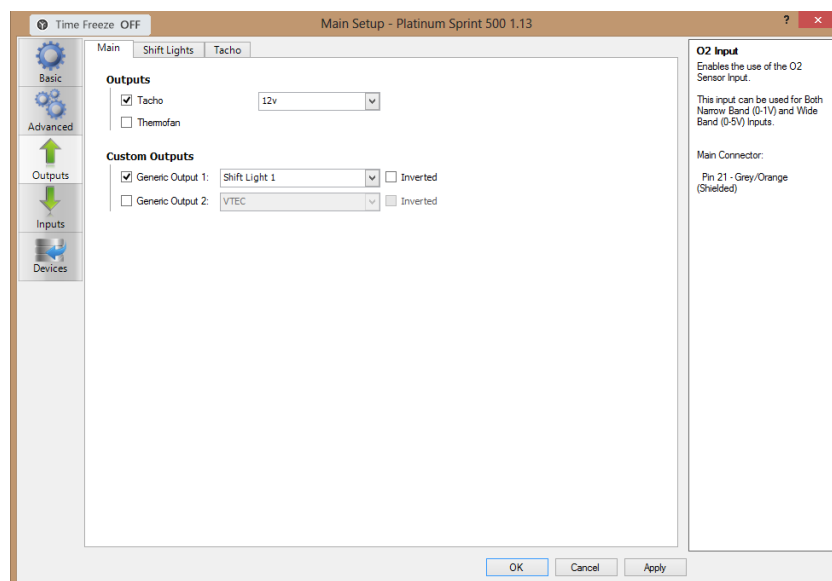 Time Freeze OFF
Main Setup - Platinum Sprint 500 1.13
?
x
Basic
Advanced
Outputs
Inputs
Devices
Main
Shift Lights
Tacho
Outputs
Tacho
12v
Thermofan
Custom Outputs
Generic Output 1:
Shift Light 1
Inverted
Generic Output 2:
VTEC
Inverted
OK
Cancel
Apply
O2 Input
Enables the use of the O2
Sensor Input.
This input can be used for Both
Narrow Band (0-1V) and Wide
Band (0-5V) Inputs.
Main Connector:
Pin 21 - Grey/Orange
(Shielded)